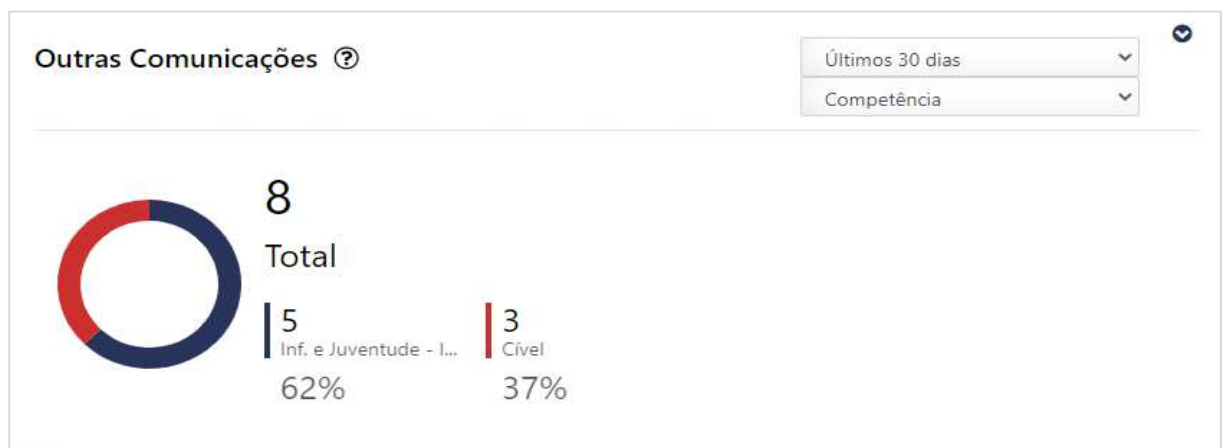 Outras Comunicações ?
Últimos 30 dias
Competência
8
Total
5
Inf. e Juventude - I...
62%
3
Cível
37%